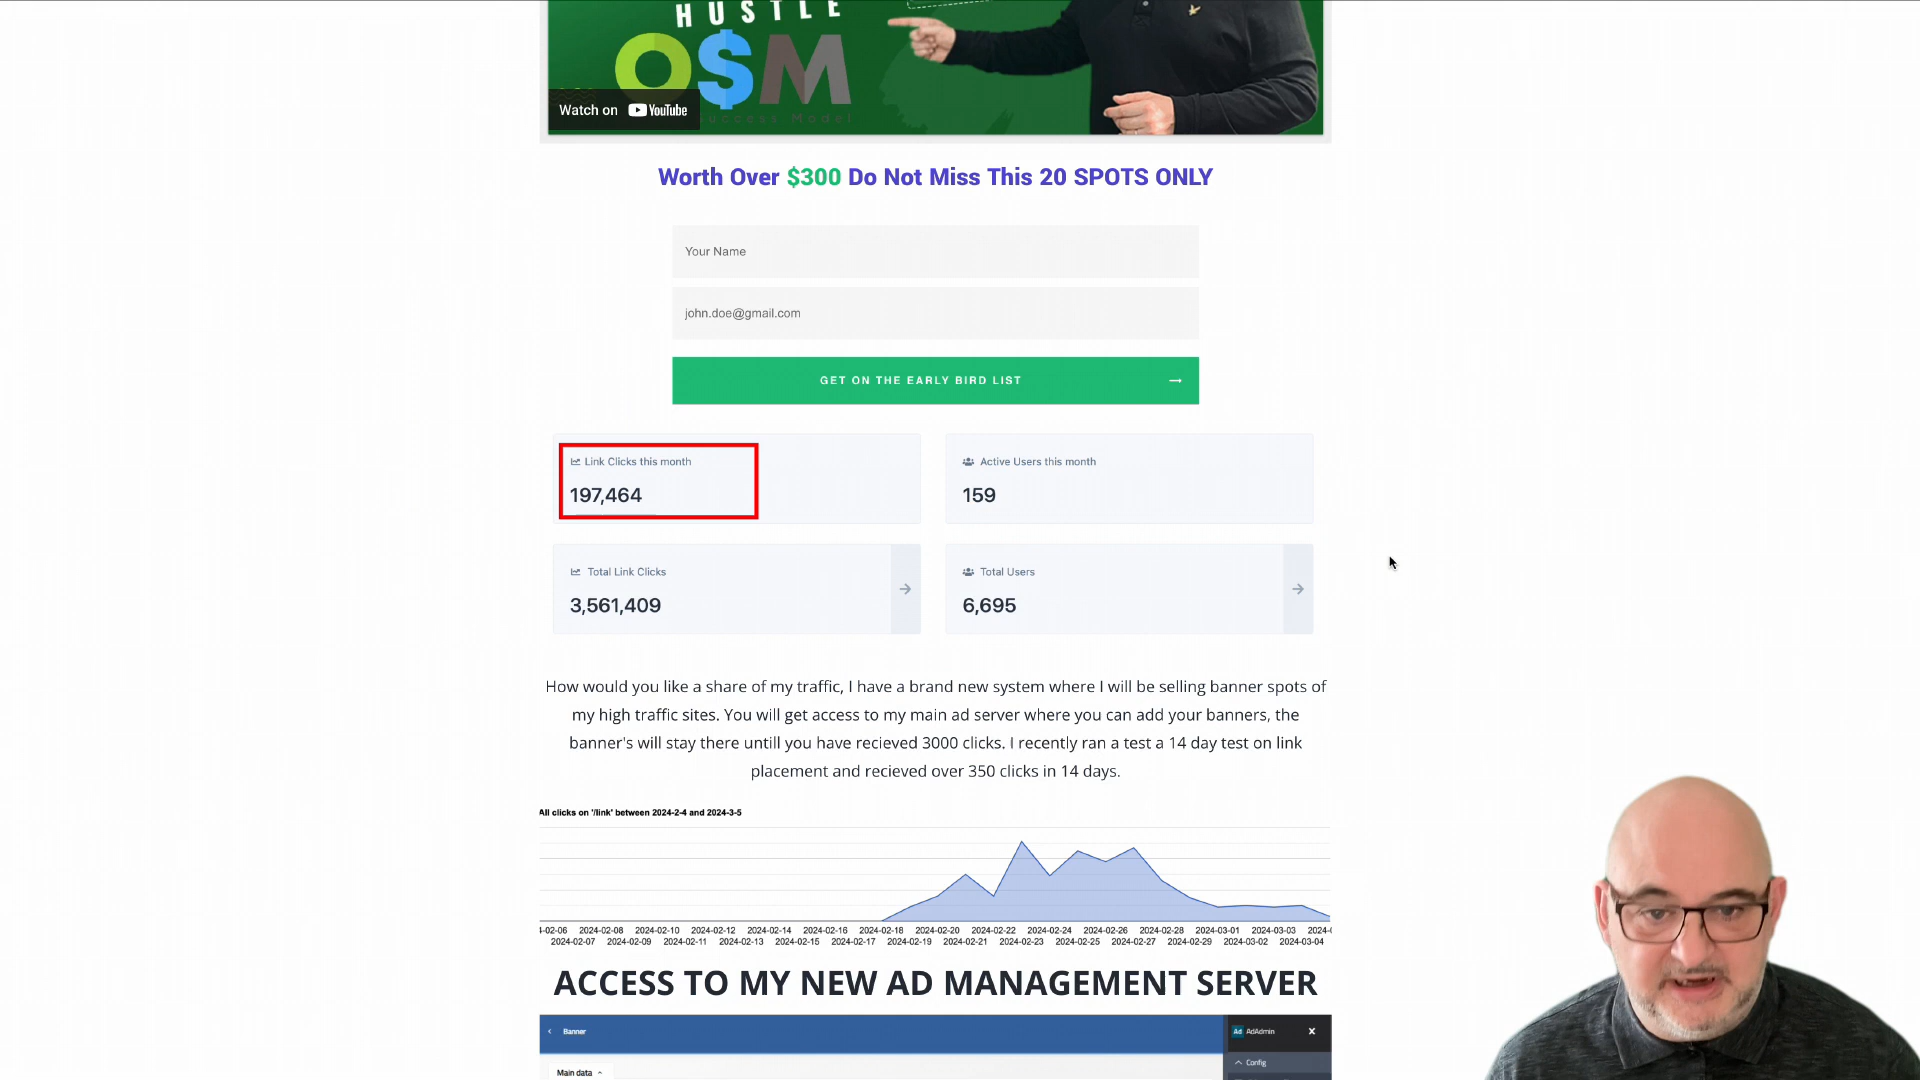 HUSTLE
O$M
Success Model
Watch on YouTube
Worth Over $300 Do Not Miss This 20 SPOTS ONLY
Your Name
john.doe@gmail.com
GET ON THE EARLY BIRD LIST →
Link Clicks this month
197,464
Active Users this month
159
Total Link Clicks
3,561,409
Total Users
6,695
How would you like a share of my traffic, I have a brand new system where I will be selling banner spots of
my high traffic sites. You will get access to my main ad server where you can add your banners, the
banner's will stay there untill you have recieved 3000 clicks. I recently ran a test a 14 day test on link
placement and recieved over 350 clicks in 14 days.
All clicks on '/link' between 2024-2-4 and 2024-3-5
-02-06 2024-02-08 2024-02-10 2024-02-12 2024-02-14 2024-02-16 2024-02-18 2024-02-20 2024-02-22 2024-02-24 2024-02-26 2024-02-28 2024-03-01 2024-03-03 2024-
2024-02-07 2024-02-09 2024-02-11 2024-02-13 2024-02-15 2024-02-17 2024-02-19 2024-02-21 2024-02-23 2024-02-25 2024-02-27 2024-02-29 2024-03-02 2024-03-04
ACCESS TO MY NEW AD MANAGEMENT SERVER
Banner
Ad AdAdmin
Config
Main data